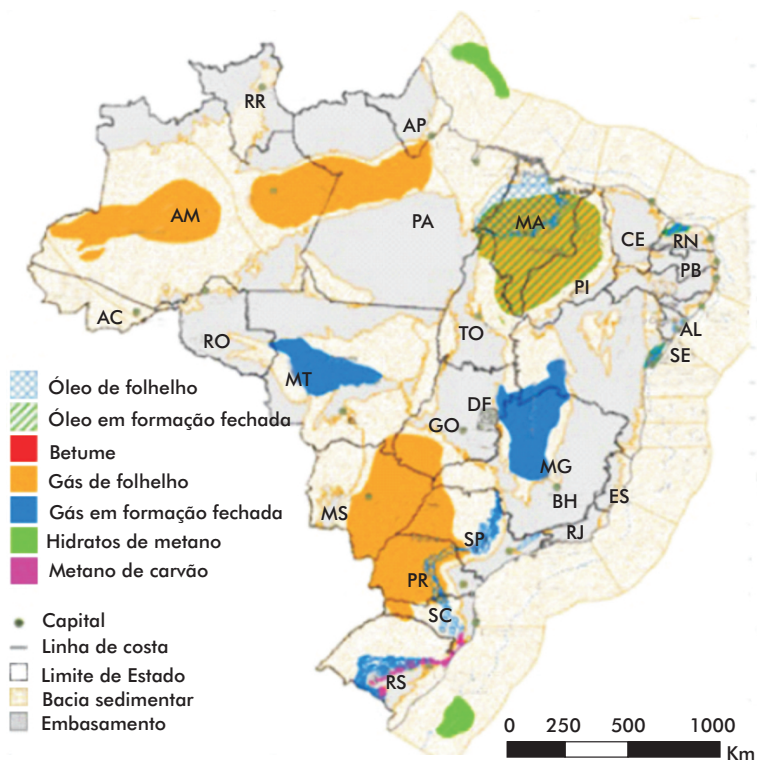 RR
AP
AM
PA
MA
CE
RN
PB
PI
AC
RO
TO
AL
SE
MT
DF
GO
MG
BH
ES
MS
SP
RJ
PR
SC
RS
Óleo de folhelho
Óleo em formação fechada
Betume
Gás de folhelho
Gás em formação fechada
Hidratos de metano
Metano de carvão
Capital
Linha de costa
Limite de Estado
Bacia sedimentar
Embasamento
0 250 500 1000
Km